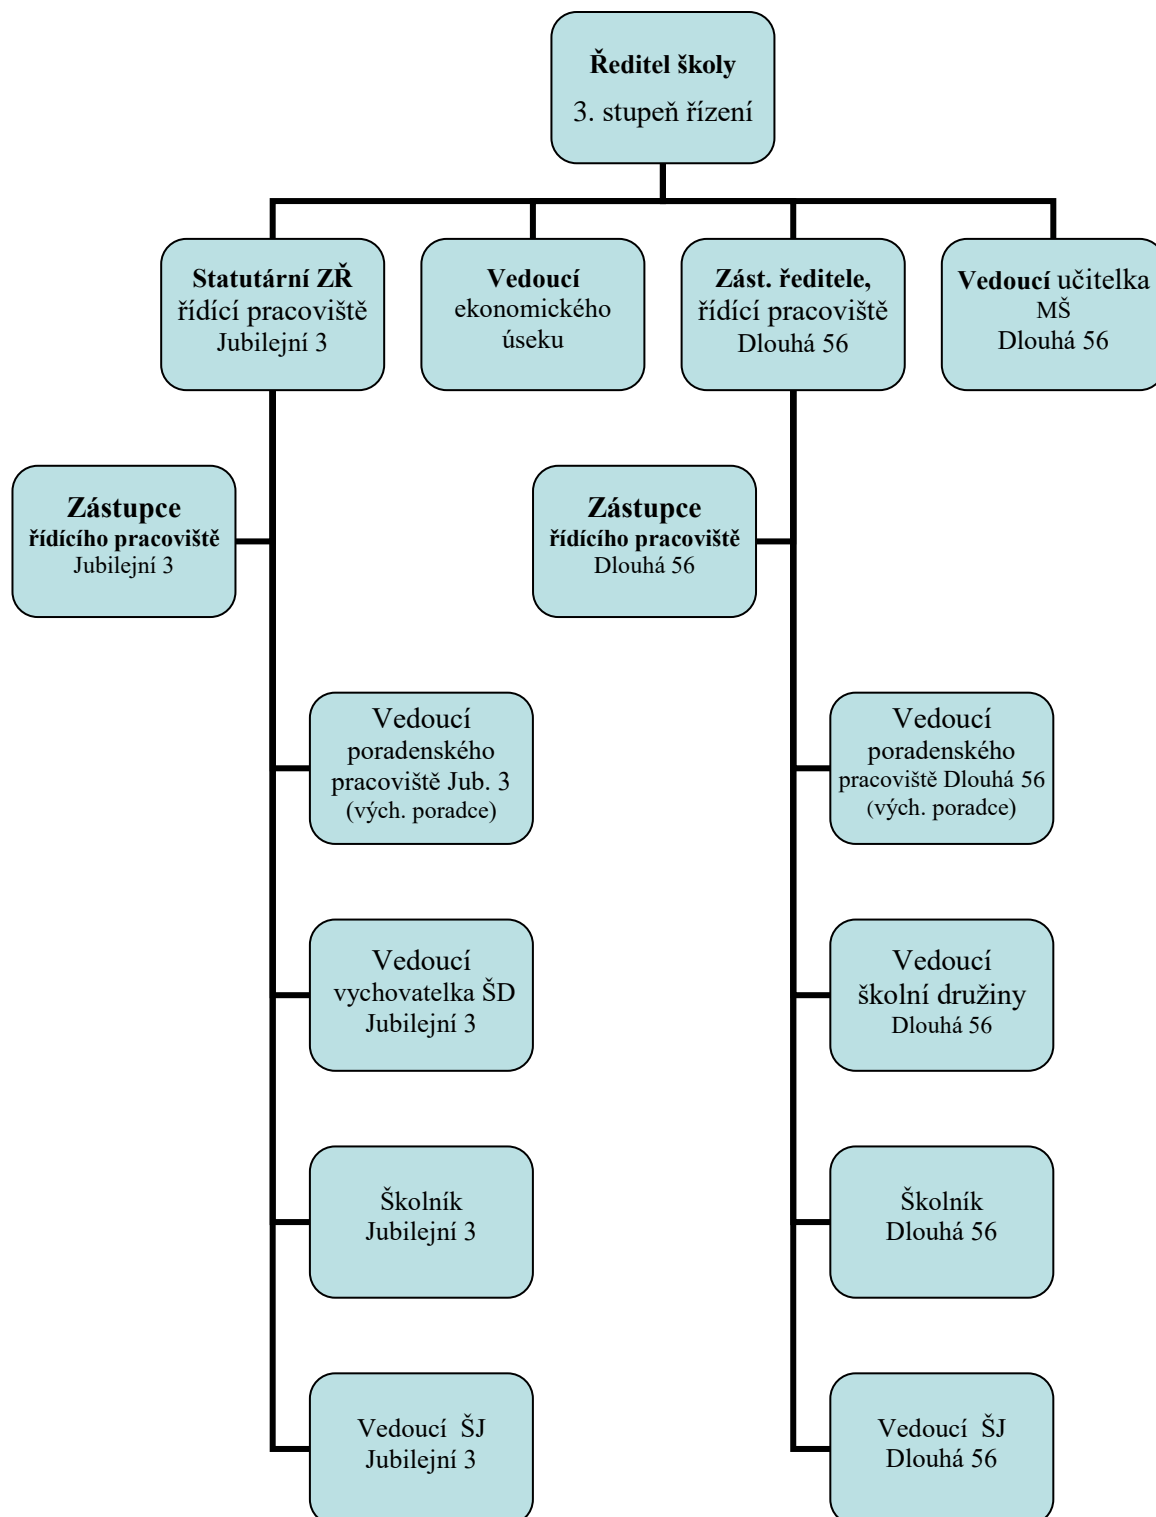 Ředitel školy
3. stupeň řízení
Statutární ZŘ
řídící pracoviště
Jubilejní 3
Vedoucí
ekonomického
úseku
Zást. ředitele,
řídící pracoviště
Dlouhá 56
Vedoucí učitelka
MŠ
Dlouhá 56
Zástupce
řídícího pracoviště
Jubilejní 3
Zástupce
řídícího pracoviště
Dlouhá 56
Vedoucí
poradenského
pracoviště Jub. 3
(vých. poradce)
Vedoucí
poradenského
pracoviště Dlouhá 56
(vých. poradce)
Vedoucí
vychovatelka ŠD
Jubilejní 3
Vedoucí
školní družiny
Dlouhá 56
Školník
Jubilejní 3
Školník
Dlouhá 56
Vedoucí  ŠJ
Jubilejní 3
Vedoucí  ŠJ
Dlouhá 56